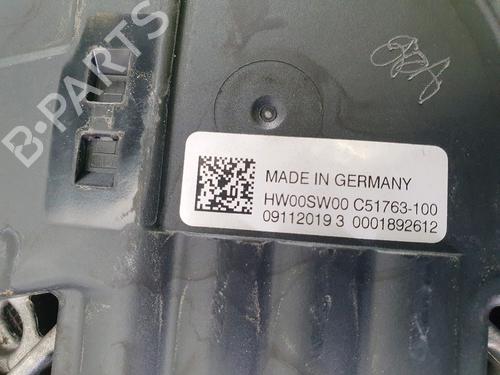 B-PARTS
MADE IN GERMANY
HW00SW00 C51763-100
09112019 3 0001892612